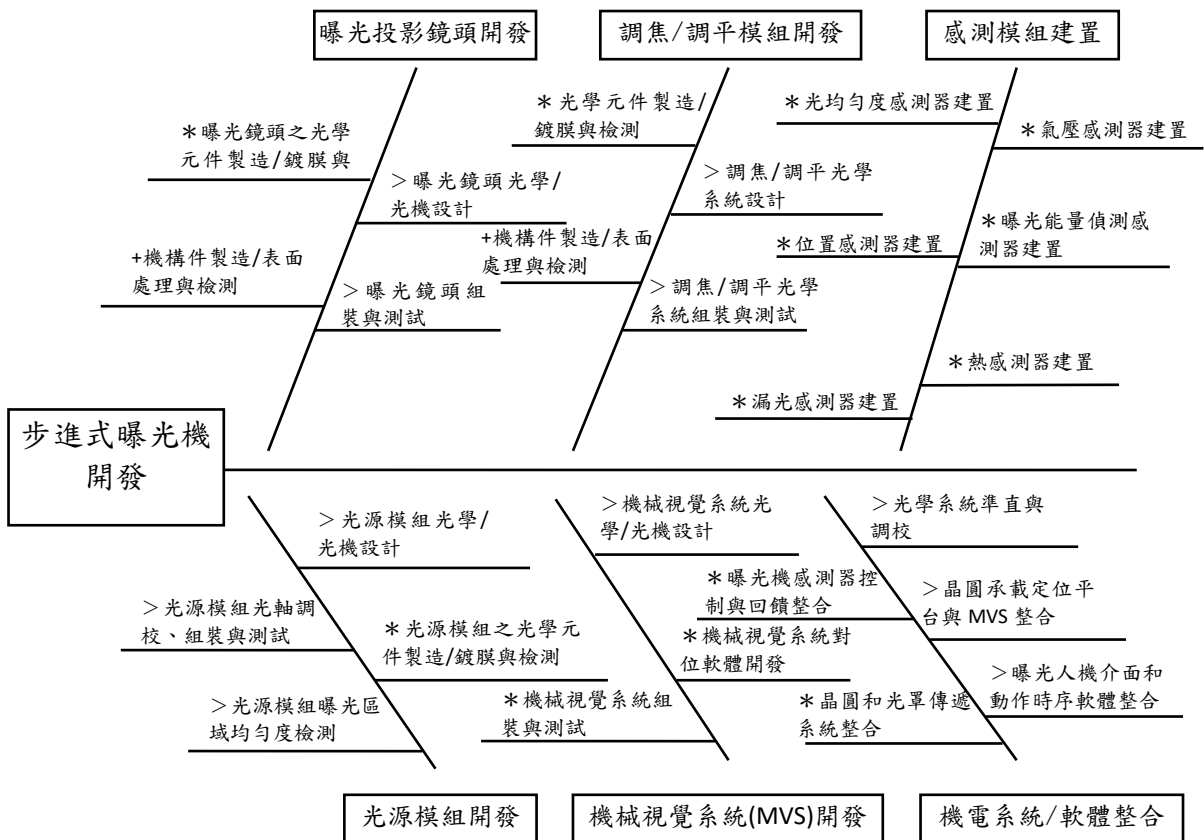 曝光投影鏡頭開發
調焦/調平模組開發
感測模組建置
＊曝光鏡頭之光學
元件製造/鍍膜與
＞曝光鏡頭光學/
光機設計
+機構件製造/表面
處理與檢測
＞曝光鏡頭組
裝與測試
＊光學元件製造/
鍍膜與檢測
＞調焦/調平光學
系統設計
+機構件製造/表面
處理與檢測
＞調焦/調平光學
系統組裝與測試
＊光均勻度感測器建置
＊氣壓感測器建置
＊位置感測器建置
＊曝光能量偵測感
測器建置
＊熱感測器建置
＊漏光感測器建置
步進式曝光機
開發
＞光源模組光學/
光機設計
＞光源模組光軸調
校、組裝與測試
＊光源模組之光學元
件製造/鍍膜與檢測
＞光源模組曝光區
域均勻度檢測
＞機械視覺系統光
學/光機設計
＊機械視覺系統對
位軟體開發
＊機械視覺系統組
裝與測試
＞光學系統準直與
調校
＊曝光機感測器控
制與回饋整合
＞晶圓承載定位平
台與 MVS 整合
＊晶圓和光罩傳遞
系統整合
＞曝光人機介面和
動作時序軟體整合
光源模組開發
機械視覺系統(MVS)開發
機電系統/軟體整合